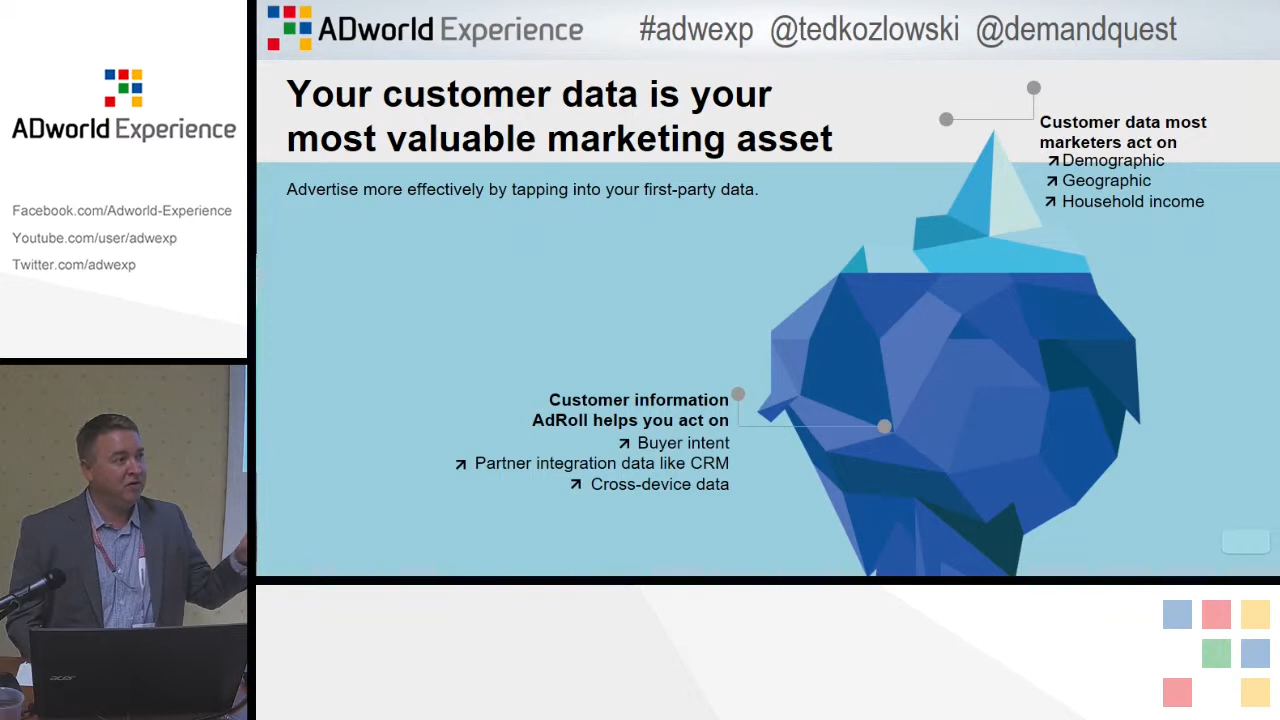 ADworld Experience
#adwexp @tedkozlowski @demandquest
ADworld Experience
Facebook.com/Adworld-Experience
Youtube.com/user/adwexp
Twitter.com/adwexp
Your customer data is your
most valuable marketing asset
Advertise more effectively by tapping into your first-party data.
Customer data most
marketers act on
Demographic
Geographic
Household income
Customer information
AdRoll helps you act on
Buyer intent
Partner integration data like CRM
Cross-device data
acer